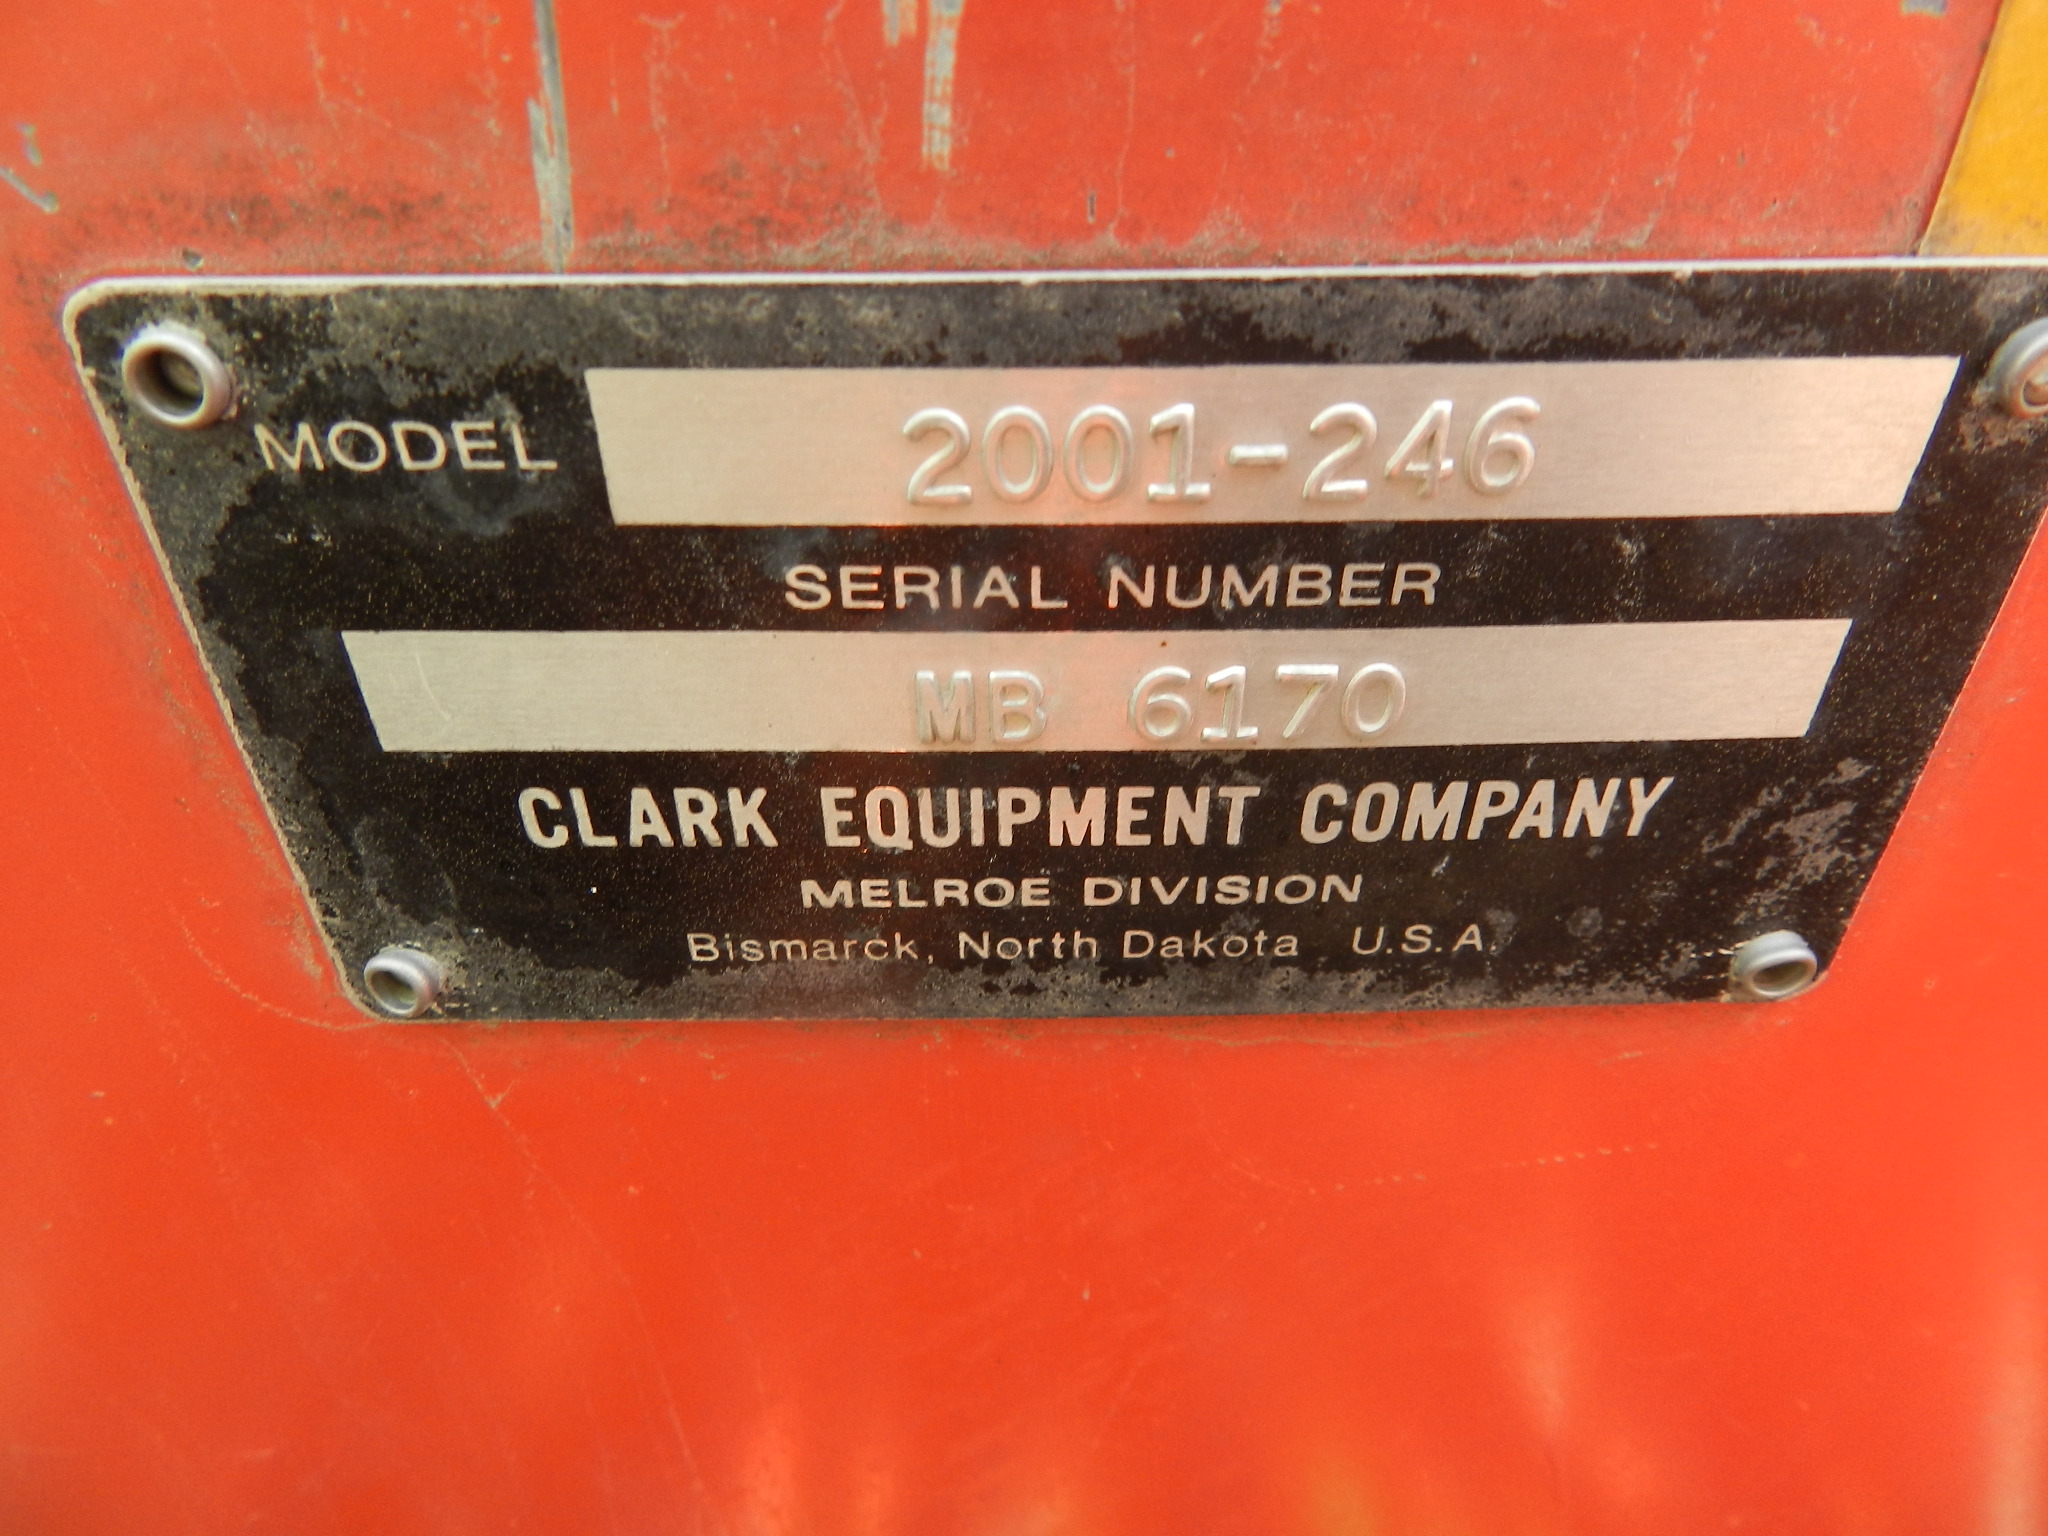 MODEL 2001-246
SERIAL NUMBER
MB 6170
CLARK EQUIPMENT COMPANY
MELROE DIVISION
Bismarck, North Dakota U.S.A.